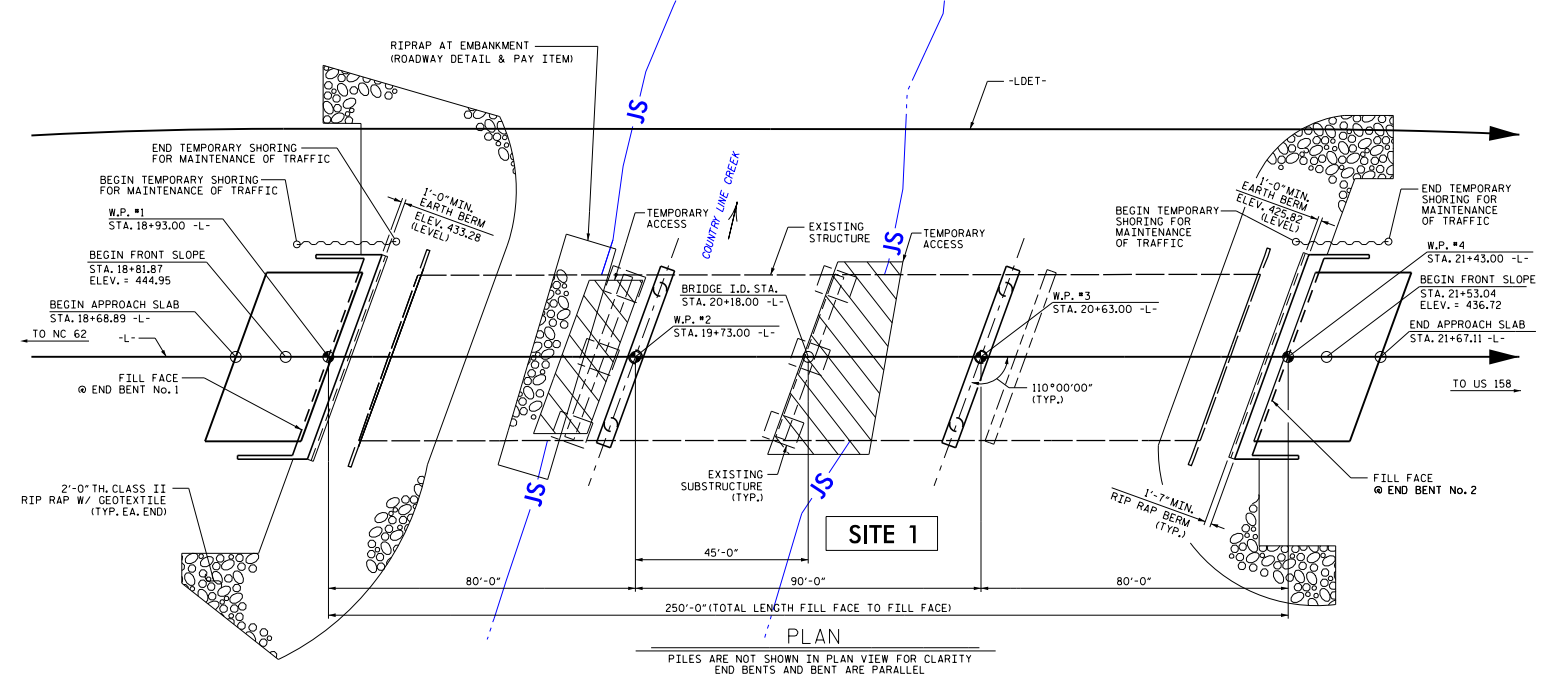 RIPRAP AT EMBANKMENT
(ROADWAY DETAIL & PAY ITEM)
-LDET-
JS
END TEMPORARY SHORING
FOR MAINTENANCE OF TRAFFIC
BEGIN TEMPORARY SHORING
FOR MAINTENANCE OF TRAFFIC
1'-0" MIN.
EARTH BERM
ELEV. 433.28
(LEVEL)
TEMPORARY
ACCESS
COUNTRY LINE CREEK
EXISTING
STRUCTURE
JS
TEMPORARY
ACCESS
BEGIN TEMPORARY
SHORING FOR
MAINTENANCE
OF TRAFFIC
1'-0" MIN.
EARTH BERM
ELEV. 425.82
(LEVEL)
END TEMPORARY
SHORING FOR
MAINTENANCE
OF TRAFFIC
W.P. #1
STA. 18+93.00 -L-
BEGIN FRONT SLOPE
STA. 18+81.87
ELEV. = 444.95
BEGIN APPROACH SLAB
STA. 18+68.89 -L-
TO NC 62
-L-
BRIDGE I.D. STA.
STA. 20+18.00 -L-
W.P. #2
STA. 19+73.00 -L-
W.P. #3
STA. 20+63.00 -L-
W.P. #4
STA. 21+43.00 -L-
BEGIN FRONT SLOPE
STA. 21+53.04
ELEV. = 436.72
END APPROACH SLAB
STA. 21+67.11 -L-
FILL FACE
@ END BENT No. 1
110°00'00"
(TYP.)
TO US 158
2'-0" TH. CLASS II
RIP RAP W/ GEOTEXTILE
(TYP. EA. END)
JS
EXISTING
SUBSTRUCTURE
(TYP.)
JS
1'-7" MIN.
RIP RAP BERM
(TYP.)
FILL FACE
@ END BENT No. 2
SITE 1
45'-0"
80'-0"
90'-0"
80'-0"
250'-0" (TOTAL LENGTH FILL FACE TO FILL FACE)
PLAN
PILES ARE NOT SHOWN IN PLAN VIEW FOR CLARITY
END BENTS AND BENT ARE PARALLEL